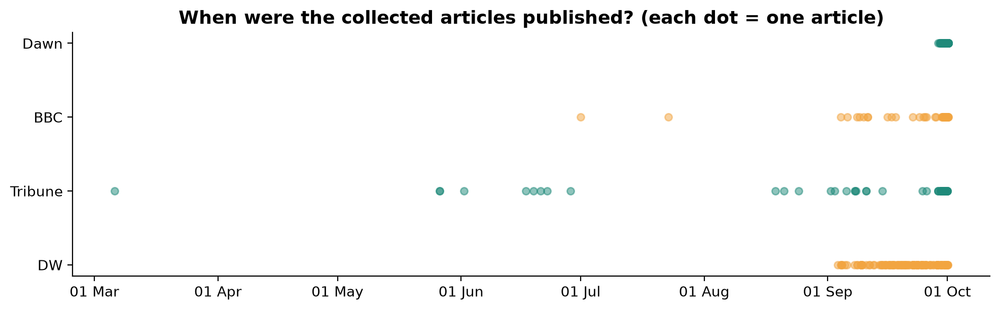 When were the collected articles published? (each dot = one article)
Dawn
BBC
Tribune
DW
01 Mar 01 Apr 01 May 01 Jun 01 Jul 01 Aug 01 Sep 01 Oct